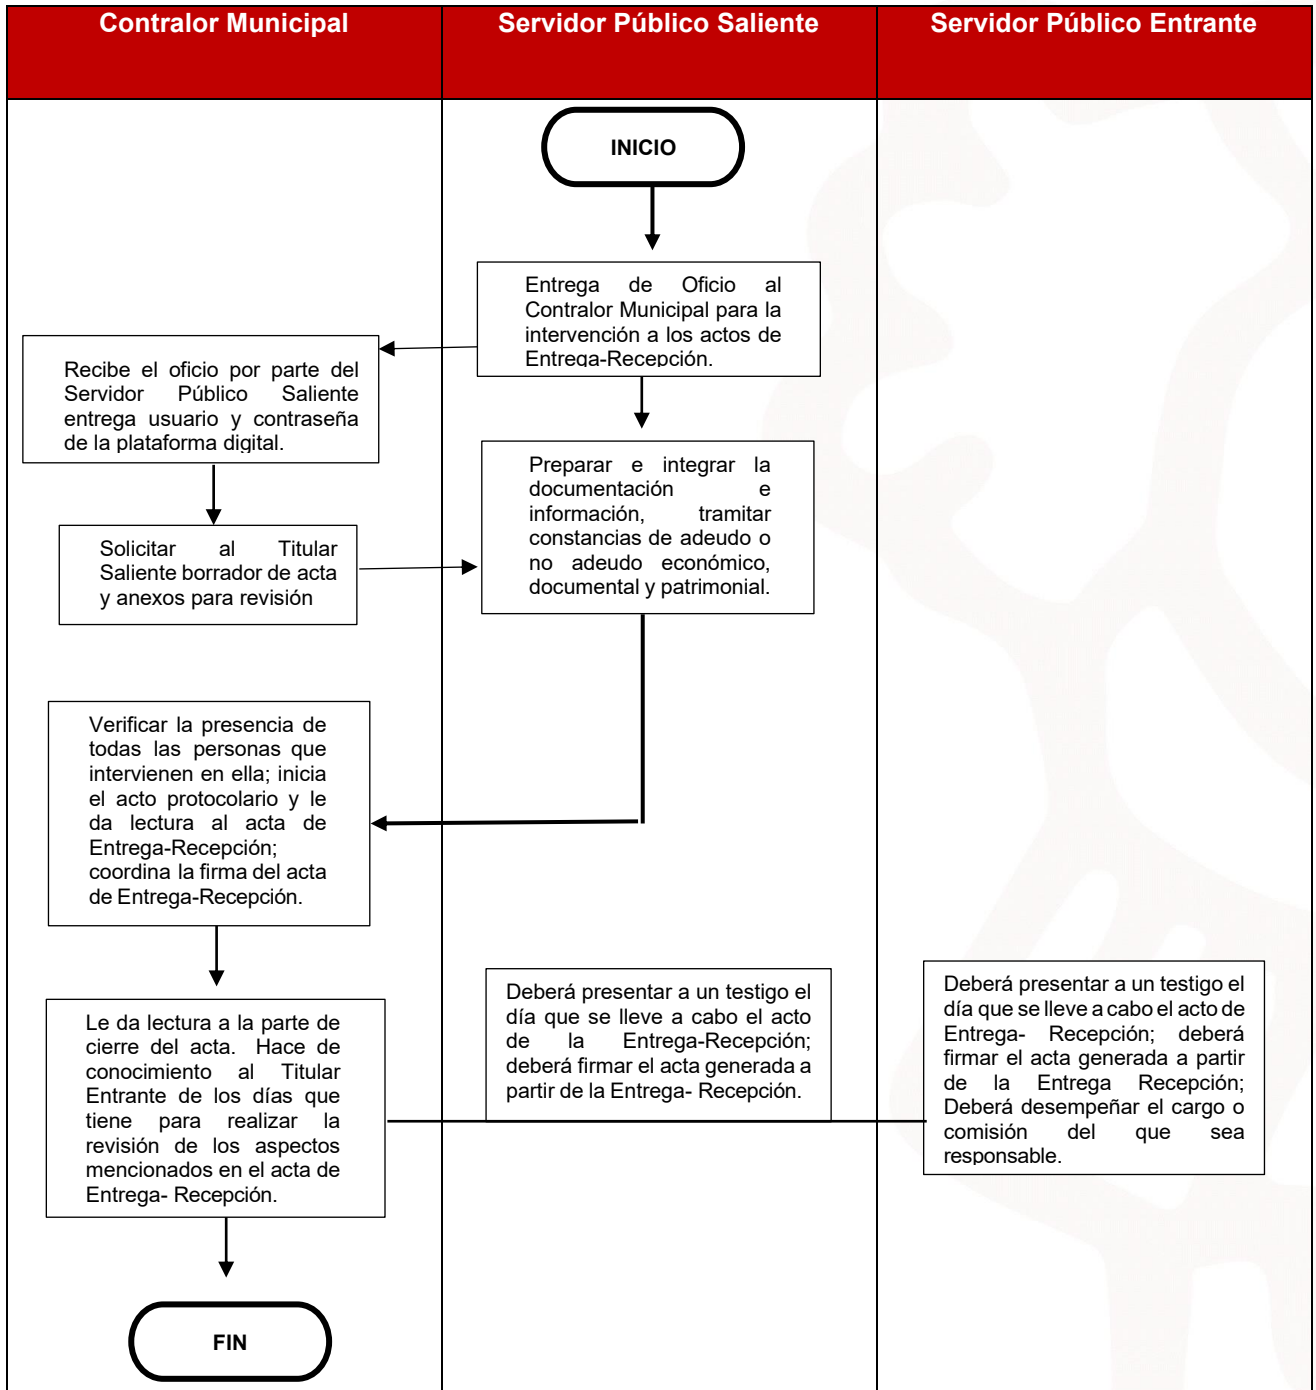 Contralor Municipal
Servidor Público Saliente
Servidor Público Entrante
INICIO
Entrega de Oficio al
Contralor Municipal para la
intervención a los actos de
Entrega-Recepción.
Recibe el oficio por parte del
Servidor Público Saliente
entrega usuario y contraseña
de la plataforma digital.
Preparar e integrar la
documentación e
información, tramitar
constancias de adeudo o
no adeudo económico,
documental y patrimonial.
Solicitar al Titular
Saliente borrador de acta
y anexos para revisión
Verificar la presencia de
todas las personas que
intervienen en ella; inicia
el acto protocolario y le
da lectura al acta de
Entrega-Recepción;
coordina la firma del acta
de Entrega-Recepción.
Le da lectura a la parte de
cierre del acta. Hace de
conocimiento al Titular
Entrante de los días que
tiene para realizar la
revisión de los aspectos
mencionados en el acta de
Entrega- Recepción.
Deberá presentar a un testigo el
día que se lleve a cabo el acto
de la Entrega-Recepción;
deberá firmar el acta generada a
partir de la Entrega- Recepción.
Deberá presentar a un testigo el
día que se lleve a cabo el acto de
Entrega- Recepción; deberá
firmar el acta generada a partir
de la Entrega Recepción;
Deberá desempeñar el cargo o
comisión del que sea
responsable.
FIN